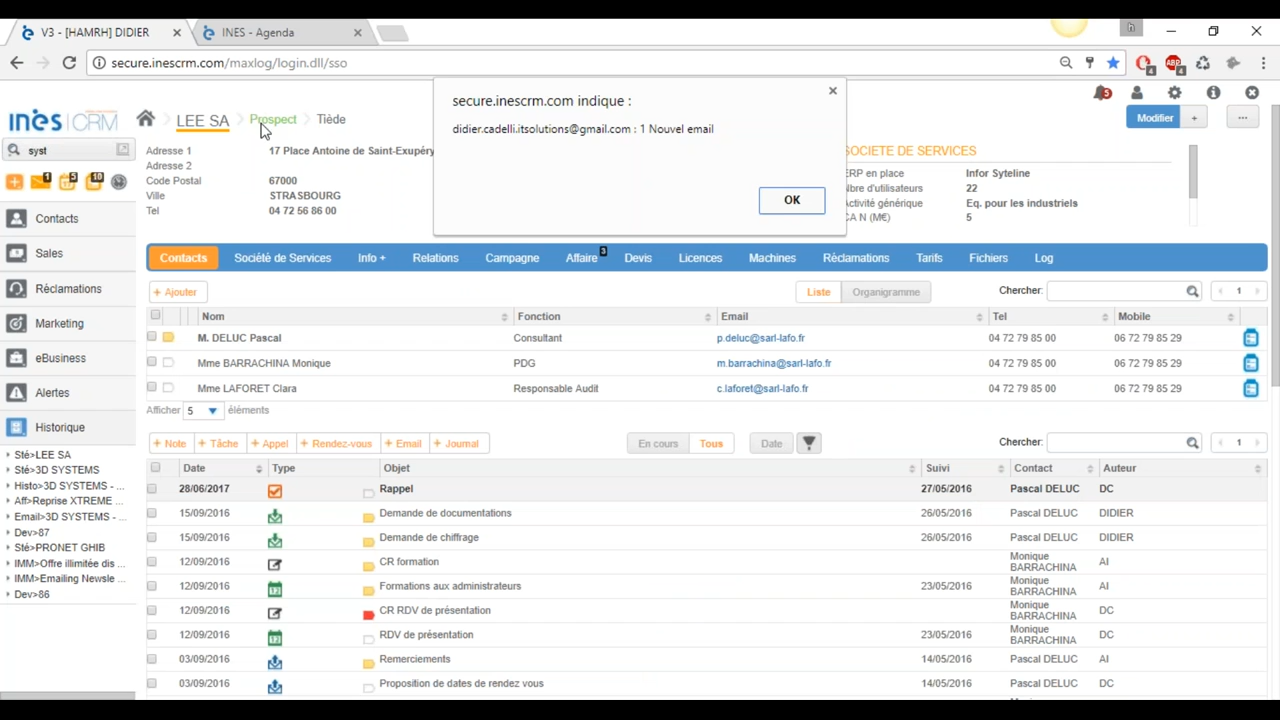 V3 - [HAMRH] DIDIER
INES - Agenda
h
secure.inescrm.com/maxlog/login.dll/sso
4
ABP
4
secure.inescrm.com indique :
didier.cadelli.itsolutions@gmail.com : 1 Nouvel email
OK
5
inès CRM
LEE SA
Prospect
Tiède
Modifier
+
...
syst
1
5
10
Adresse 1 17 Place Antoine de Saint-Exupéry
Adresse 2
Code Postal 67000
Ville STRASBOURG
Tel 04 72 56 86 00
SOCIETE DE SERVICES
ERP en place Infor Syteline
Nbre d'utilisateurs 22
Activité générique Eq. pour les industriels
CA N (M€) 5
Contacts
Sales
Réclamations
Marketing
eBusiness
Alertes
Historique
Sté>LEE SA
Sté>3D SYSTEMS
Histo>3D SYSTEMS - ...
Aff>Reprise XTREME ...
Email>3D SYSTEMS - ...
Dev>87
Sté>PRONET GHIB
IMM>Offre illimitée dis ...
IMM>Emailing Newsle ...
Dev>86
Contacts Société de Services Info + Relations Campagne Affaire 3 Devis Licences Machines Réclamations Tarifs Fichiers Log
+ Ajouter Liste Organigramme Chercher: 1
Nom Fonction Email Tel Mobile
M. DELUC Pascal Consultant p.deluc@sarl-lafo.fr 04 72 79 85 00 06 72 79 85 29
Mme BARRACHINA Monique PDG m.barrachina@sarl-lafo.fr 04 72 79 85 00 06 72 79 85 29
Mme LAFORET Clara Responsable Audit c.laforet@sarl-lafo.fr 04 72 79 85 00 06 72 79 85 29
Afficher 5 éléments
+ Note + Tâche + Appel + Rendez-vous + Email + Journal En cours Tous Date Chercher: 1
Date Type Objet Suivi Contact Auteur
28/06/2017 Rappel 27/05/2016 Pascal DELUC DC
15/09/2016 Demande de documentations 26/05/2016 Pascal DELUC DIDIER
15/09/2016 Demande de chiffrage 26/05/2016 Pascal DELUC DIDIER
12/09/2016 CR formation Monique BARRACHINA AI
12/09/2016 12 Formations aux administrateurs 23/05/2016 Monique BARRACHINA AI
12/09/2016 CR RDV de présentation Monique BARRACHINA DC
12/09/2016 12 RDV de présentation 23/05/2016 Monique BARRACHINA DC
03/09/2016 Remerciements 14/05/2016 Pascal DELUC AI
03/09/2016 Proposition de dates de rendez vous 14/05/2016 Pascal DELUC DC